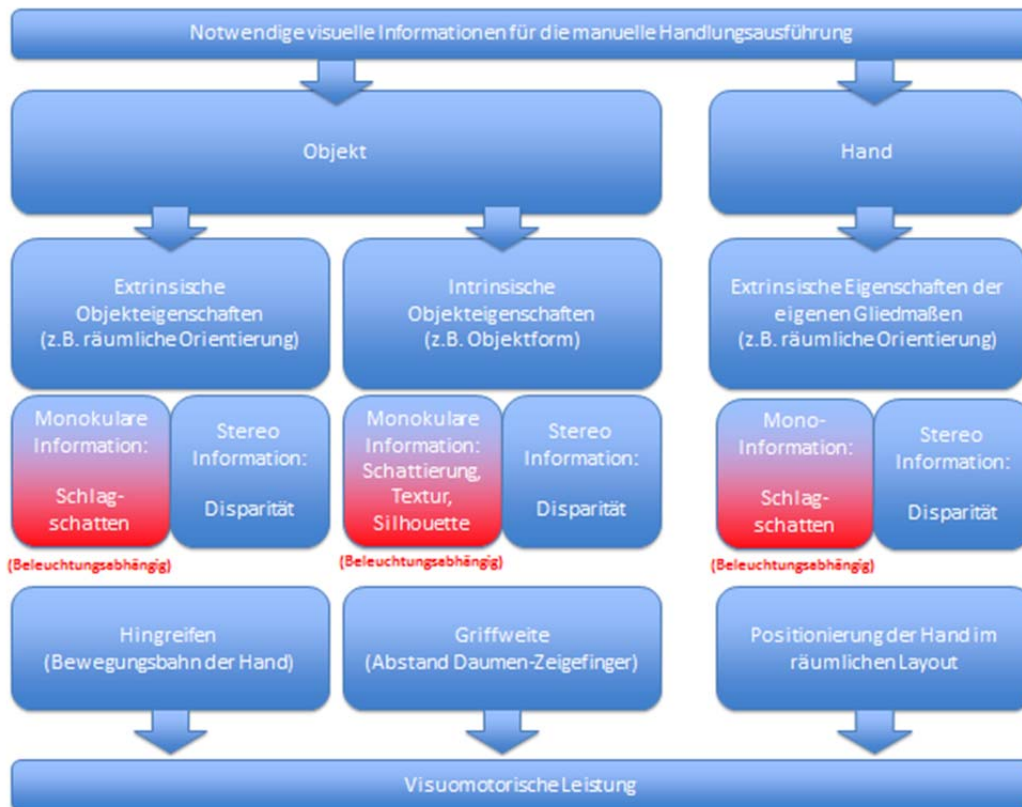 Notwendige visuelle Informationen für die manuelle Handlungsausführung
Objekt
Hand
Extrinsische
Objekteigenschaften
(z.B. räumliche Orientierung)
Intrinsische
Objekteigenschaften
(z.B. Objektform)
Extrinsische Eigenschaften der
eigenen Gliedmaßen
(z.B. räumliche Orientierung)
Monokulare
Information:
Schlag-
schatten
Stereo
Information:
Disparität
Monokulare
Information:
Schattierung,
Textur,
Silhouette
Stereo
Information:
Disparität
Mono-
Information:
Schlag-
schatten
Stereo
Information:
Disparität
(Beleuchtungsabhängig)
(Beleuchtungsabhängig)
(Beleuchtungsabhängig)
Hingreifen
(Bewegungsbahn der Hand)
Griffweite
(Abstand Daumen-Zeigefinger)
Positionierung der Hand im
räumlichen Layout
Visuomotorische Leistung